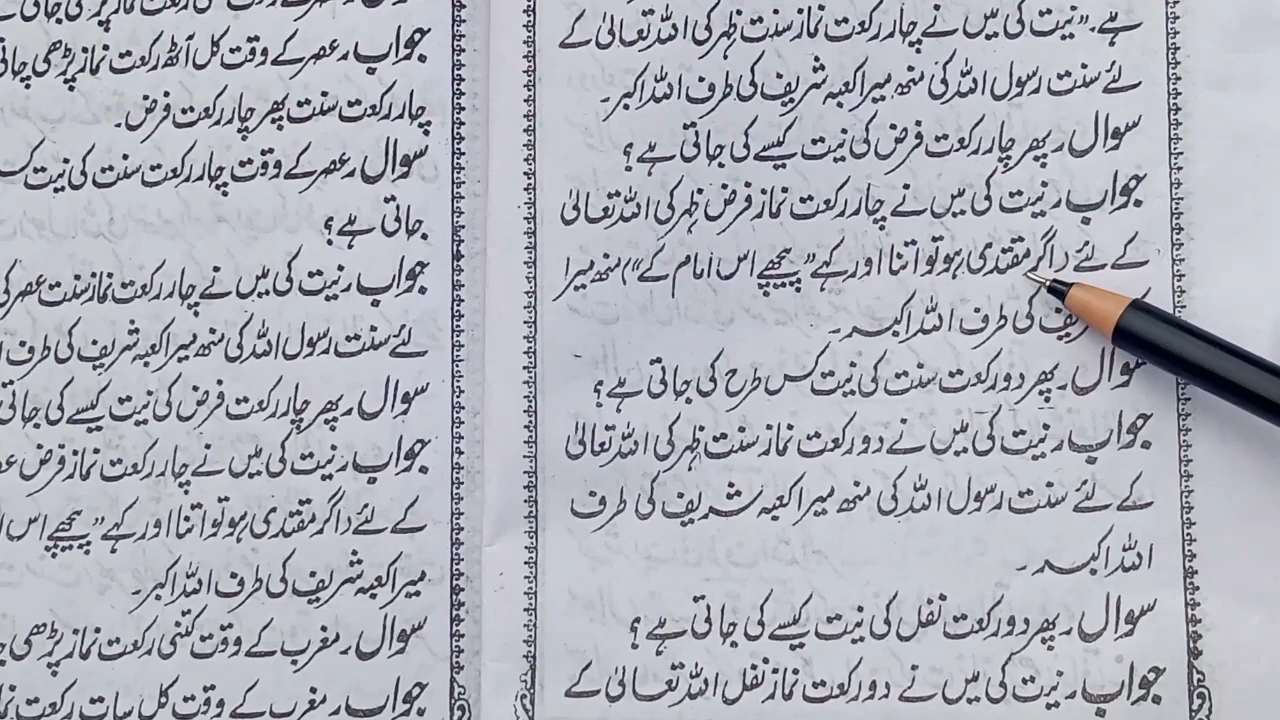 ہے۔ ”نیت کی میں نے چار رکعت نماز سنت ظہر کی اللہ تعالیٰ کے
لئے سنت رسول اللہ کی منھ میرا کعبہ شریف کی طرف اللہ اکبر۔
سوال ر پھر چار رکعت فرض کی نیت کیسے کی جاتی ہے؟
جواب ر نیت کی میں نے چار رکعت نماز فرض ظہر کی اللہ تعالیٰ
کے لئے (اگر مقتدی ہو تو اتنا اور کہے ”پیچھے اس امام کے“) منھ میرا
کی طرف اللہ اکبر۔
سوال ر پھر دو رکعت سنت کی نیت کس طرح کی جاتی ہے؟
جواب ر نیت کی میں نے دو رکعت نماز سنت ظہر کی اللہ تعالیٰ
کے لئے سنت رسول اللہ کی منھ میرا کعبہ شریف کی طرف
اللہ اکبر۔
سوال ر پھر دو رکعت نفل کی نیت کیسے کی جاتی ہے؟
جواب ر نیت کی میں نے دو رکعت نماز نفل اللہ تعالیٰ کے
جواب ر عصر کے وقت کل آٹھ رکعت نماز پڑھی جاتی
چار رکعت سنت پھر چار رکعت فرض۔
سوال ر عصر کے وقت چار رکعت سنت کی نیت
جاتی ہے؟
جواب ر نیت کی میں نے چار رکعت نماز سنت عصر کی
لئے سنت رسول اللہ کی منھ میرا کعبہ شریف کی طرف
سوال ر پھر چار رکعت فرض کی نیت کیسے کی جاتی
جواب ر نیت کی میں نے چار رکعت نماز فرض
کے لئے (اگر مقتدی ہو تو اتنا اور کہے ”پیچھے اس
میرا کعبہ شریف کی طرف اللہ اکبر۔
سوال ر مغرب کے وقت کتنی رکعت نماز پڑھی
جواب ر مغرب کے وقت کل سات رکعت